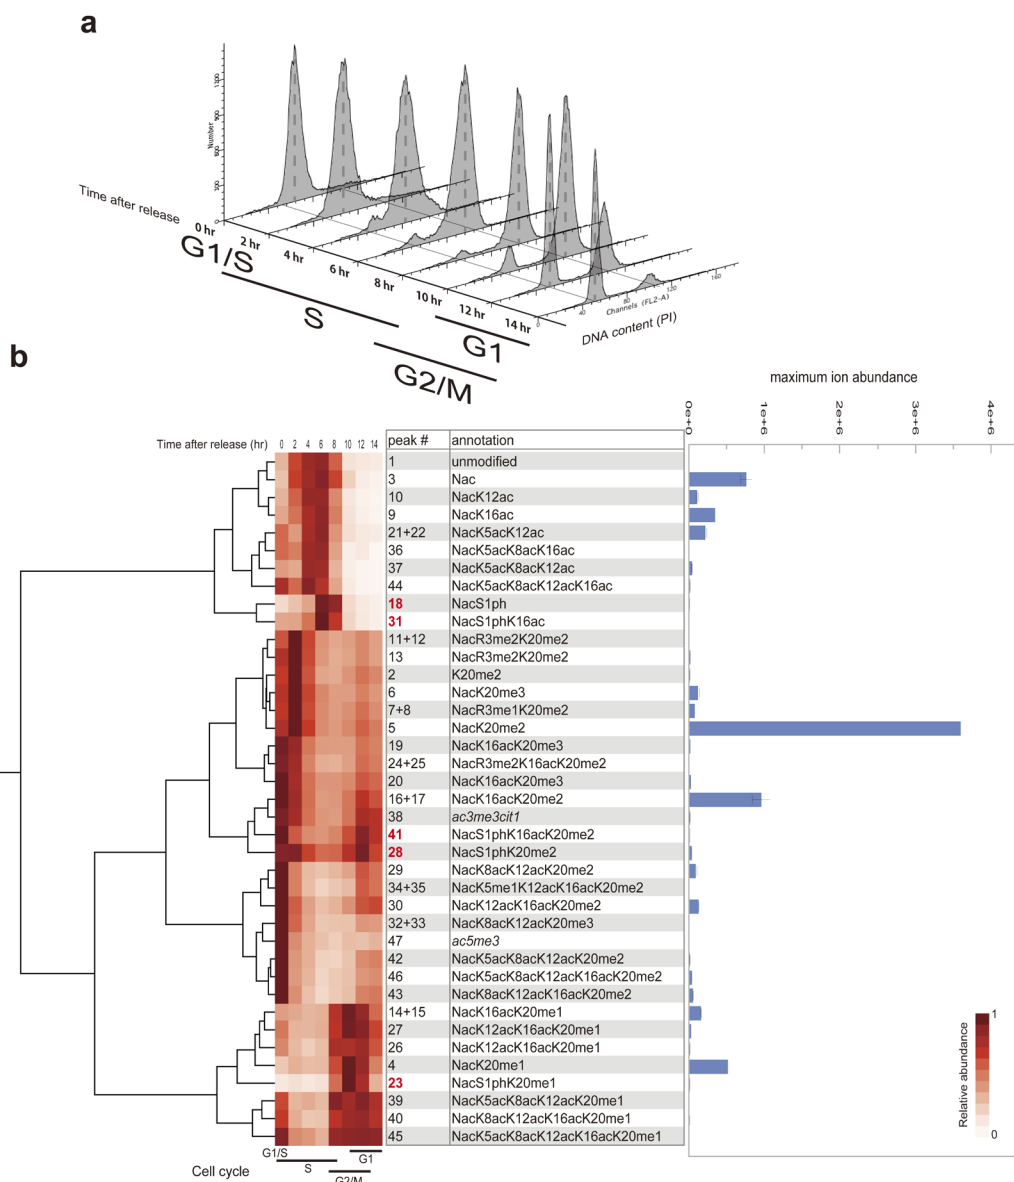 a
Number
0
300
600
900
1200
Time after release
0 hr
2 hr
4 hr
6 hr
8 hr
10 hr
12 hr
14 hr
G1/S
S
G2/M
G1
0
40
80
120
160
Channels (FL2-A)
DNA content (PI)
b
maximum ion abundance
0e+0 1e+6 2e+6 3e+6 4e+6
Time after release (hr) 0 2 4 6 8 10 12 14
peak # annotation
1 unmodified
3 Nac
10 NacK12ac
9 NacK16ac
21+22 NacK5acK12ac
36 NacK5acK8acK16ac
37 NacK5acK8acK12ac
44 NacK5acK8acK12acK16ac
18 NacS1ph
31 NacS1phK16ac
11+12 NacR3me2K20me2
13 NacR3me2K20me2
2 K20me2
6 NacK20me3
7+8 NacR3me1K20me2
5 NacK20me2
19 NacK16acK20me3
24+25 NacR3me2K16acK20me2
20 NacK16acK20me3
16+17 NacK16acK20me2
38 ac3me3cit1
41 NacS1phK16acK20me2
28 NacS1phK20me2
29 NacK8acK12acK20me2
34+35 NacK5me1K12acK16acK20me2
30 NacK12acK16acK20me2
32+33 NacK8acK12acK20me3
47 ac5me3
42 NacK5acK8acK12acK20me2
46 NacK5acK8acK12acK16acK20me2
43 NacK8acK12acK16acK20me2
14+15 NacK16acK20me1
27 NacK12acK16acK20me1
26 NacK12acK16acK20me1
4 NacK20me1
23 NacS1phK20me1
39 NacK5acK8acK12acK20me1
40 NacK8acK12acK16acK20me1
45 NacK5acK8acK12acK16acK20me1
Relative abundance
1
0
Cell cycle
G1/S
S
G2/M
G1